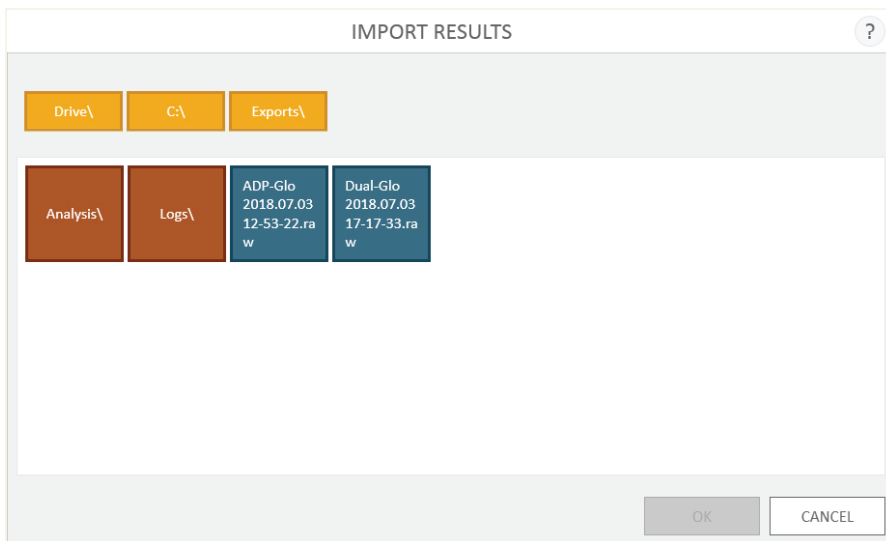 IMPORT RESULTS
?
Drive\
C:\
Exports\
Analysis\
Logs\
ADP-Glo
2018.07.03
12-53-22.ra
w
Dual-Glo
2018.07.03
17-17-33.ra
w
OK
CANCEL